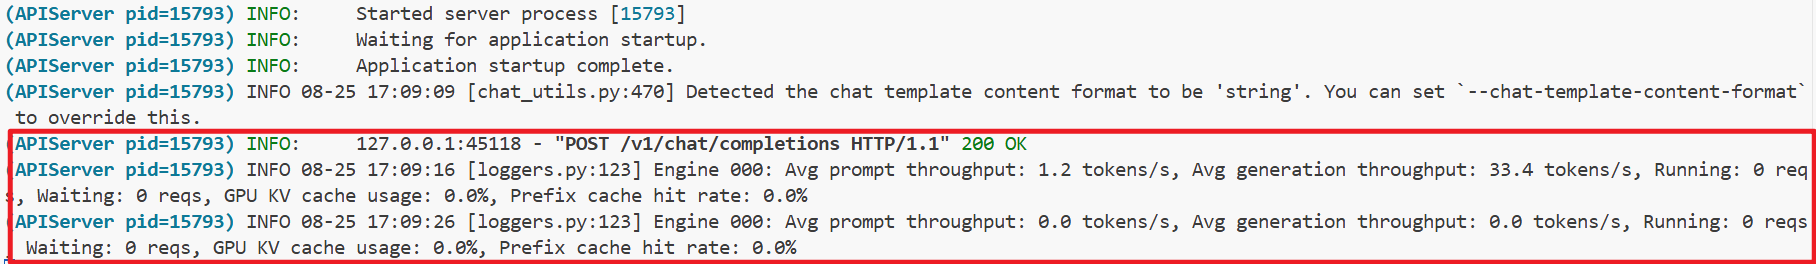 (APIServer pid=15793) INFO:     Started server process [15793]
(APIServer pid=15793) INFO:     Waiting for application startup.
(APIServer pid=15793) INFO:     Application startup complete.
(APIServer pid=15793) INFO 08-25 17:09:09 [chat_utils.py:470] Detected the chat template content format to be 'string'. You can set `--chat-template-content-format`
to override this.
(APIServer pid=15793) INFO:     127.0.0.1:45118 - "POST /v1/chat/completions HTTP/1.1" 200 OK
(APIServer pid=15793) INFO 08-25 17:09:16 [loggers.py:123] Engine 000: Avg prompt throughput: 1.2 tokens/s, Avg generation throughput: 33.4 tokens/s, Running: 0 req
s, Waiting: 0 reqs, GPU KV cache usage: 0.0%, Prefix cache hit rate: 0.0%
(APIServer pid=15793) INFO 08-25 17:09:26 [loggers.py:123] Engine 000: Avg prompt throughput: 0.0 tokens/s, Avg generation throughput: 0.0 tokens/s, Running: 0 reqs
Waiting: 0 reqs, GPU KV cache usage: 0.0%, Prefix cache hit rate: 0.0%